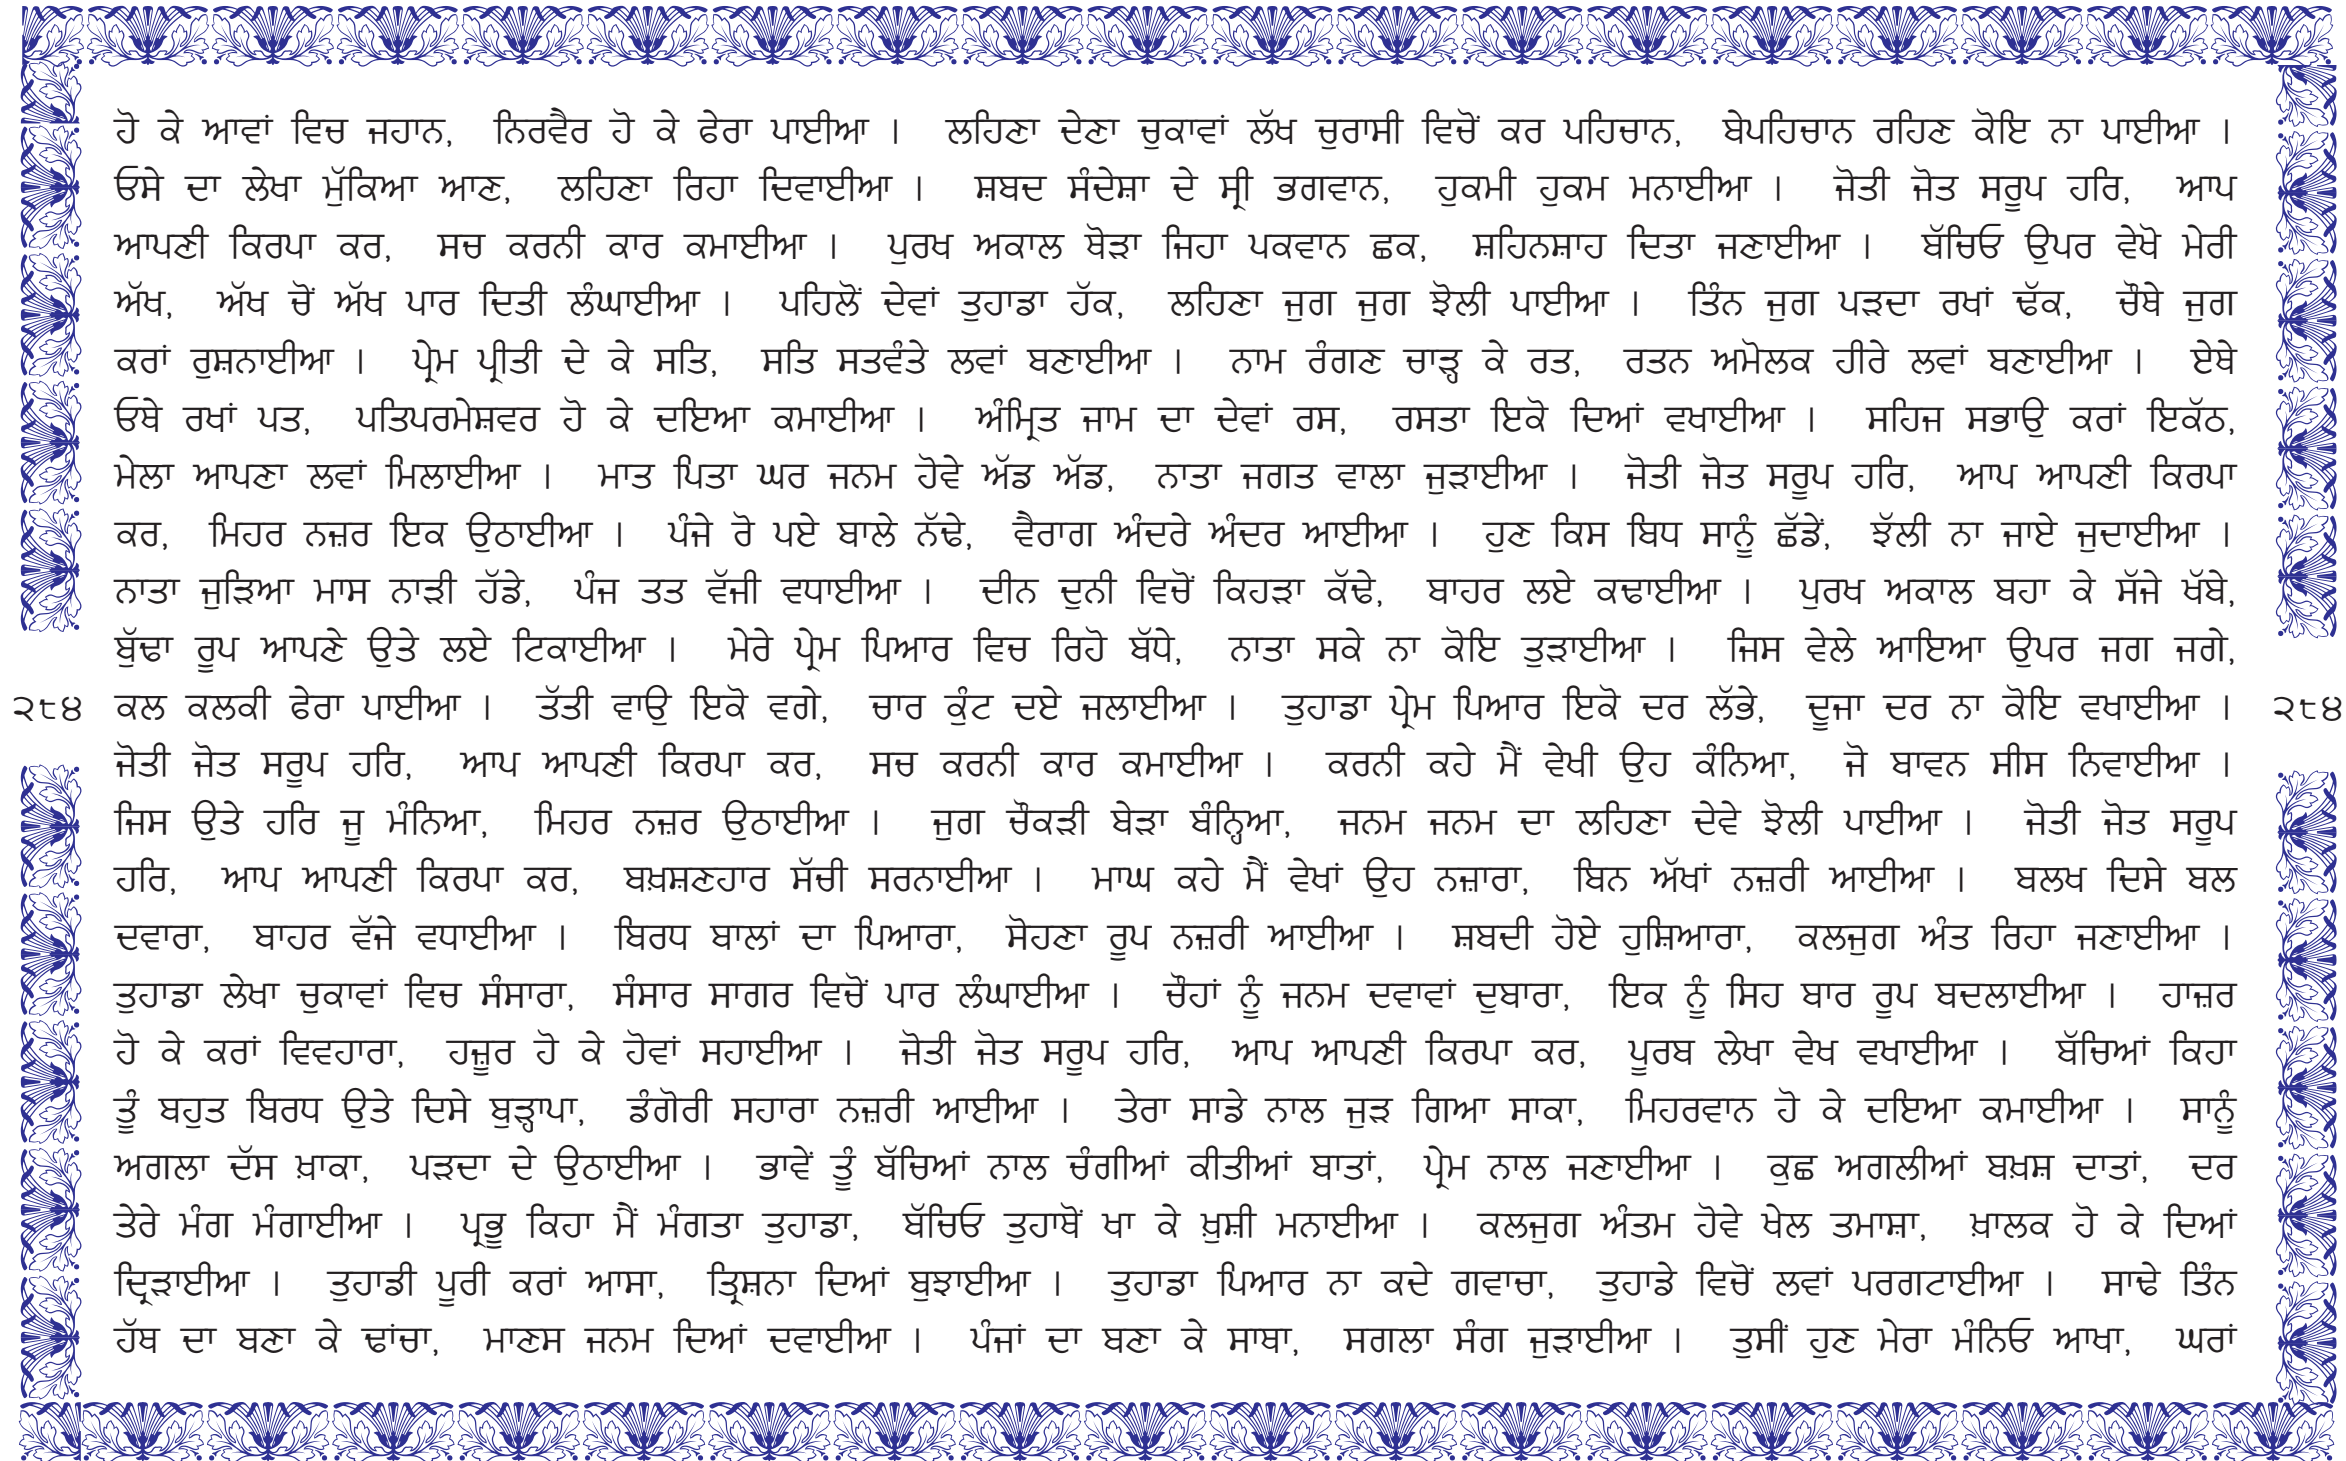 ਹੋ ਕੇ ਆਵਾਂ ਵਿਚ ਜਹਾਨ, ਨਿਰਵੈਰ ਹੋ ਕੇ ਫੇਰਾ ਪਾਈਆ । ਲਹਿਣਾ ਦੇਣਾ ਚੁਕਾਵਾਂ ਲੱਖ ਚੁਰਾਸੀ ਵਿਚੋਂ ਕਰ ਪਹਿਚਾਨ, ਬੇਪਹਿਚਾਨ ਰਹਿਣ ਕੋਇ ਨਾ ਪਾਈਆ ।
ਓਸੇ ਦਾ ਲੇਖਾ ਮੁੱਕਿਆ ਆਣ, ਲਹਿਣਾ ਰਿਹਾ ਦਿਵਾਈਆ । ਸ਼ਬਦ ਸੰਦੇਸ਼ਾ ਦੇ ਸ੍ਰੀ ਭਗਵਾਨ, ਹੁਕਮੀ ਹੁਕਮ ਮਨਾਈਆ । ਜੋਤੀ ਜੋਤ ਸਰੂਪ ਹਰਿ, ਆਪ
ਆਪਣੀ ਕਿਰਪਾ ਕਰ, ਸਚ ਕਰਨੀ ਕਾਰ ਕਮਾਈਆ । ਪੁਰਖ ਅਕਾਲ ਥੋੜਾ ਜਿਹਾ ਪਕਵਾਨ ਛਕ, ਸ਼ਹਿਨਸ਼ਾਹ ਦਿਤਾ ਜਣਾਈਆ । ਬੱਚਿਓ ਉਪਰ ਵੇਖੋ ਮੇਰੀ
ਅੱਖ, ਅੱਖ ਚੋਂ ਅੱਖ ਪਾਰ ਦਿਤੀ ਲੰਘਾਈਆ । ਪਹਿਲੋਂ ਦੇਵਾਂ ਤੁਹਾਡਾ ਹੱਕ, ਲਹਿਣਾ ਜੁਗ ਜੁਗ ਝੋਲੀ ਪਾਈਆ । ਤਿੰਨ ਜੁਗ ਪੜਦਾ ਰਖਾਂ ਢੱਕ, ਚੌਥੇ ਜੁਗ
ਕਰਾਂ ਰੁਸ਼ਨਾਈਆ । ਪ੍ਰੇਮ ਪ੍ਰੀਤੀ ਦੇ ਕੇ ਸਤਿ, ਸਤਿ ਸਤਵੰਤੇ ਲਵਾਂ ਬਣਾਈਆ । ਨਾਮ ਰੰਗਣ ਚਾੜ੍ਹ ਕੇ ਰਤ, ਰਤਨ ਅਮੋਲਕ ਹੀਰੇ ਲਵਾਂ ਬਣਾਈਆ । ਏਥੇ
ਓਥੇ ਰਖਾਂ ਪਤ, ਪਤਿਪਰਮੇਸ਼ਵਰ ਹੋ ਕੇ ਦਇਆ ਕਮਾਈਆ । ਅੰਮ੍ਰਿਤ ਜਾਮ ਦਾ ਦੇਵਾਂ ਰਸ, ਰਸਤਾ ਇਕੋ ਦਿਆਂ ਵਖਾਈਆ । ਸਹਿਜ ਸਭਾਉ ਕਰਾਂ ਇਕੱਠ,
ਮੇਲਾ ਆਪਣਾ ਲਵਾਂ ਮਿਲਾਈਆ । ਮਾਤ ਪਿਤਾ ਘਰ ਜਨਮ ਹੋਵੇ ਅੱਡ ਅੱਡ, ਨਾਤਾ ਜਗਤ ਵਾਲਾ ਜੁੜਾਈਆ । ਜੋਤੀ ਜੋਤ ਸਰੂਪ ਹਰਿ, ਆਪ ਆਪਣੀ ਕਿਰਪਾ
ਕਰ, ਮਿਹਰ ਨਜ਼ਰ ਇਕ ਉਠਾਈਆ । ਪੰਜੇ ਰੋ ਪਏ ਬਾਲੇ ਨੱਢੇ, ਵੈਰਾਗ ਅੰਦਰੇ ਅੰਦਰ ਆਈਆ । ਹੁਣ ਕਿਸ ਬਿਧ ਸਾਨੂੰ ਛੱਡੇਂ, ਝੱਲੀ ਨਾ ਜਾਏ ਜੁਦਾਈਆ ।
ਨਾਤਾ ਜੁੜਿਆ ਮਾਸ ਨਾੜੀ ਹੱਡੇ, ਪੰਜ ਤਤ ਵੱਜੀ ਵਧਾਈਆ । ਦੀਨ ਦੁਨੀ ਵਿਚੋਂ ਕਿਹੜਾ ਕੱਢੇ, ਬਾਹਰ ਲਏ ਕਢਾਈਆ । ਪੁਰਖ ਅਕਾਲ ਬਹਾ ਕੇ ਸੱਜੇ ਖੱਬੇ,
ਬੁੱਢਾ ਰੂਪ ਆਪਣੇ ਉਤੇ ਲਏ ਟਿਕਾਈਆ । ਮੇਰੇ ਪ੍ਰੇਮ ਪਿਆਰ ਵਿਚ ਰਿਹੋ ਬੱਧੇ, ਨਾਤਾ ਸਕੇ ਨਾ ਕੋਇ ਤੁੜਾਈਆ । ਜਿਸ ਵੇਲੇ ਆਇਆ ਉਪਰ ਜਗ ਜਗੇ,
੨੮੪ ਕਲ ਕਲਕੀ ਫੇਰਾ ਪਾਈਆ । ਤੱਤੀ ਵਾਉ ਇਕੋ ਵਗੇ, ਚਾਰ ਕੁੰਟ ਦਏ ਜਲਾਈਆ । ਤੁਹਾਡਾ ਪ੍ਰੇਮ ਪਿਆਰ ਇਕੋ ਦਰ ਲੱਭੇ, ਦੂਜਾ ਦਰ ਨਾ ਕੋਇ ਵਖਾਈਆ । ੨੮੪
ਜੋਤੀ ਜੋਤ ਸਰੂਪ ਹਰਿ, ਆਪ ਆਪਣੀ ਕਿਰਪਾ ਕਰ, ਸਚ ਕਰਨੀ ਕਾਰ ਕਮਾਈਆ । ਕਰਨੀ ਕਹੇ ਮੈਂ ਵੇਖੀ ਉਹ ਕੰਨਿਆ, ਜੋ ਬਾਵਨ ਸੀਸ ਨਿਵਾਈਆ ।
ਜਿਸ ਉਤੇ ਹਰਿ ਜੂ ਮੰਨਿਆ, ਮਿਹਰ ਨਜ਼ਰ ਉਠਾਈਆ । ਜੁਗ ਚੌਕੜੀ ਬੇੜਾ ਬੰਨ੍ਹਿਆ, ਜਨਮ ਜਨਮ ਦਾ ਲਹਿਣਾ ਦੇਵੇ ਝੋਲੀ ਪਾਈਆ । ਜੋਤੀ ਜੋਤ ਸਰੂਪ
ਹਰਿ, ਆਪ ਆਪਣੀ ਕਿਰਪਾ ਕਰ, ਬਖ਼ਸ਼ਣਹਾਰ ਸੱਚੀ ਸਰਨਾਈਆ । ਮਾਘ ਕਹੇ ਮੈਂ ਵੇਖਾਂ ਉਹ ਨਜ਼ਾਰਾ, ਬਿਨ ਅੱਖਾਂ ਨਜ਼ਰੀ ਆਈਆ । ਬਲਖ ਦਿਸੇ ਬਲ
ਦਵਾਰਾ, ਬਾਹਰ ਵੱਜੇ ਵਧਾਈਆ । ਬਿਰਧ ਬਾਲਾਂ ਦਾ ਪਿਆਰਾ, ਸੋਹਣਾ ਰੂਪ ਨਜ਼ਰੀ ਆਈਆ । ਸ਼ਬਦੀ ਹੋਏ ਹੁਸ਼ਿਆਰਾ, ਕਲਜੁਗ ਅੰਤ ਰਿਹਾ ਜਣਾਈਆ ।
ਤੁਹਾਡਾ ਲੇਖਾ ਚੁਕਾਵਾਂ ਵਿਚ ਸੰਸਾਰਾ, ਸੰਸਾਰ ਸਾਗਰ ਵਿਚੋਂ ਪਾਰ ਲੰਘਾਈਆ । ਚੌਹਾਂ ਨੂੰ ਜਨਮ ਦਵਾਵਾਂ ਦੁਬਾਰਾ, ਇਕ ਨੂੰ ਸਿਹ ਬਾਰ ਰੂਪ ਬਦਲਾਈਆ । ਹਾਜ਼ਰ
ਹੋ ਕੇ ਕਰਾਂ ਵਿਵਹਾਰਾ, ਹਜ਼ੂਰ ਹੋ ਕੇ ਹੋਵਾਂ ਸਹਾਈਆ । ਜੋਤੀ ਜੋਤ ਸਰੂਪ ਹਰਿ, ਆਪ ਆਪਣੀ ਕਿਰਪਾ ਕਰ, ਪੂਰਬ ਲੇਖਾ ਵੇਖ ਵਖਾਈਆ । ਬੱਚਿਆਂ ਕਿਹਾ
ਤੂੰ ਬਹੁਤ ਬਿਰਧ ਉਤੇ ਦਿਸੇ ਬੁੜ੍ਹਾਪਾ, ਡੰਗੋਰੀ ਸਹਾਰਾ ਨਜ਼ਰੀ ਆਈਆ । ਤੇਰਾ ਸਾਡੇ ਨਾਲ ਜੁੜ ਗਿਆ ਸਾਕਾ, ਮਿਹਰਵਾਨ ਹੋ ਕੇ ਦਇਆ ਕਮਾਈਆ । ਸਾਨੂੰ
ਅਗਲਾ ਦੱਸ ਖ਼ਾਕਾ, ਪੜਦਾ ਦੇ ਉਠਾਈਆ । ਭਾਵੇਂ ਤੂੰ ਬੱਚਿਆਂ ਨਾਲ ਚੰਗੀਆਂ ਕੀਤੀਆਂ ਬਾਤਾਂ, ਪ੍ਰੇਮ ਨਾਲ ਜਣਾਈਆ । ਕੁਛ ਅਗਲੀਆਂ ਬਖ਼ਸ਼ ਦਾਤਾਂ, ਦਰ
ਤੇਰੇ ਮੰਗ ਮੰਗਾਈਆ । ਪ੍ਰਭੂ ਕਿਹਾ ਮੈਂ ਮੰਗਤਾ ਤੁਹਾਡਾ, ਬੱਚਿਓ ਤੁਹਾਥੋਂ ਖਾ ਕੇ ਖ਼ੁਸ਼ੀ ਮਨਾਈਆ । ਕਲਜੁਗ ਅੰਤਮ ਹੋਵੇ ਖੇਲ ਤਮਾਸ਼ਾ, ਖ਼ਾਲਕ ਹੋ ਕੇ ਦਿਆਂ
ਦ੍ਰਿੜਾਈਆ । ਤੁਹਾਡੀ ਪੂਰੀ ਕਰਾਂ ਆਸਾ, ਤ੍ਰਿਸ਼ਨਾ ਦਿਆਂ ਬੁਝਾਈਆ । ਤੁਹਾਡਾ ਪਿਆਰ ਨਾ ਕਦੇ ਗਵਾਚਾ, ਤੁਹਾਡੇ ਵਿਚੋਂ ਲਵਾਂ ਪਰਗਟਾਈਆ । ਸਾਢੇ ਤਿੰਨ
ਹੱਥ ਦਾ ਬਣਾ ਕੇ ਢਾਂਚਾ, ਮਾਣਸ ਜਨਮ ਦਿਆਂ ਦਵਾਈਆ । ਪੰਜਾਂ ਦਾ ਬਣਾ ਕੇ ਸਾਥਾ, ਸਗਲਾ ਸੰਗ ਜੁੜਾਈਆ । ਤੁਸੀਂ ਹੁਣ ਮੇਰਾ ਮੰਨਿਓ ਆਖਾ, ਘਰਾਂ